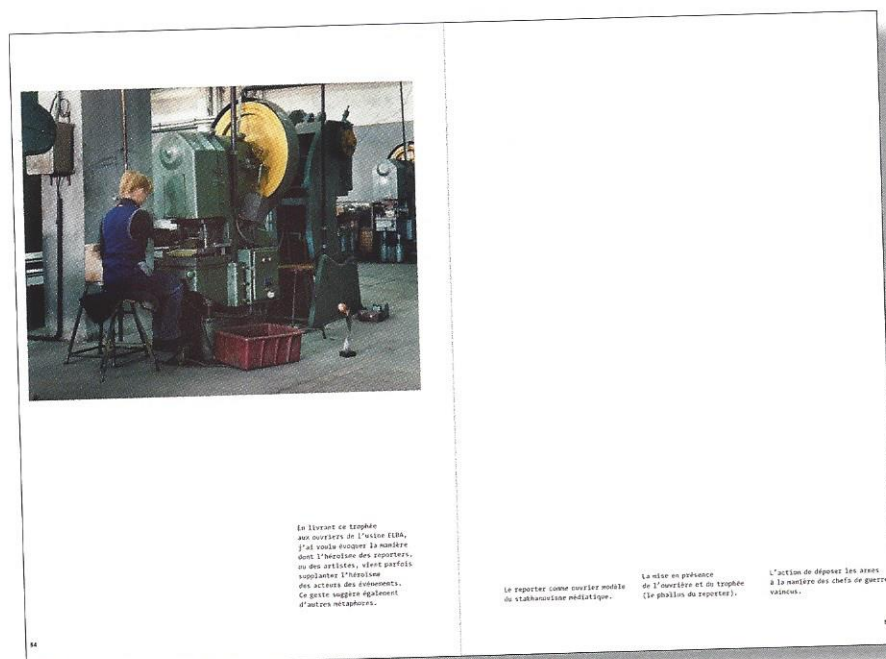 En livrant ce trophée
aux ouvriers de l'usine ELBA,
j'ai voulu évoquer la manière
dont l'héroïsme des reporters,
ou des artistes, vient parfois
supplanter l'héroïsme
des acteurs des événements.
Ce geste suggère également
d'autres métaphores.
84
Le reporter comme ouvrier modèle
du stakhanovisme médiatique.
La mise en présence
de l'ouvrière et du trophée
(le phallus du reporter).
L'action de déposer les armes
à la manière des chefs de guerre
vaincus.